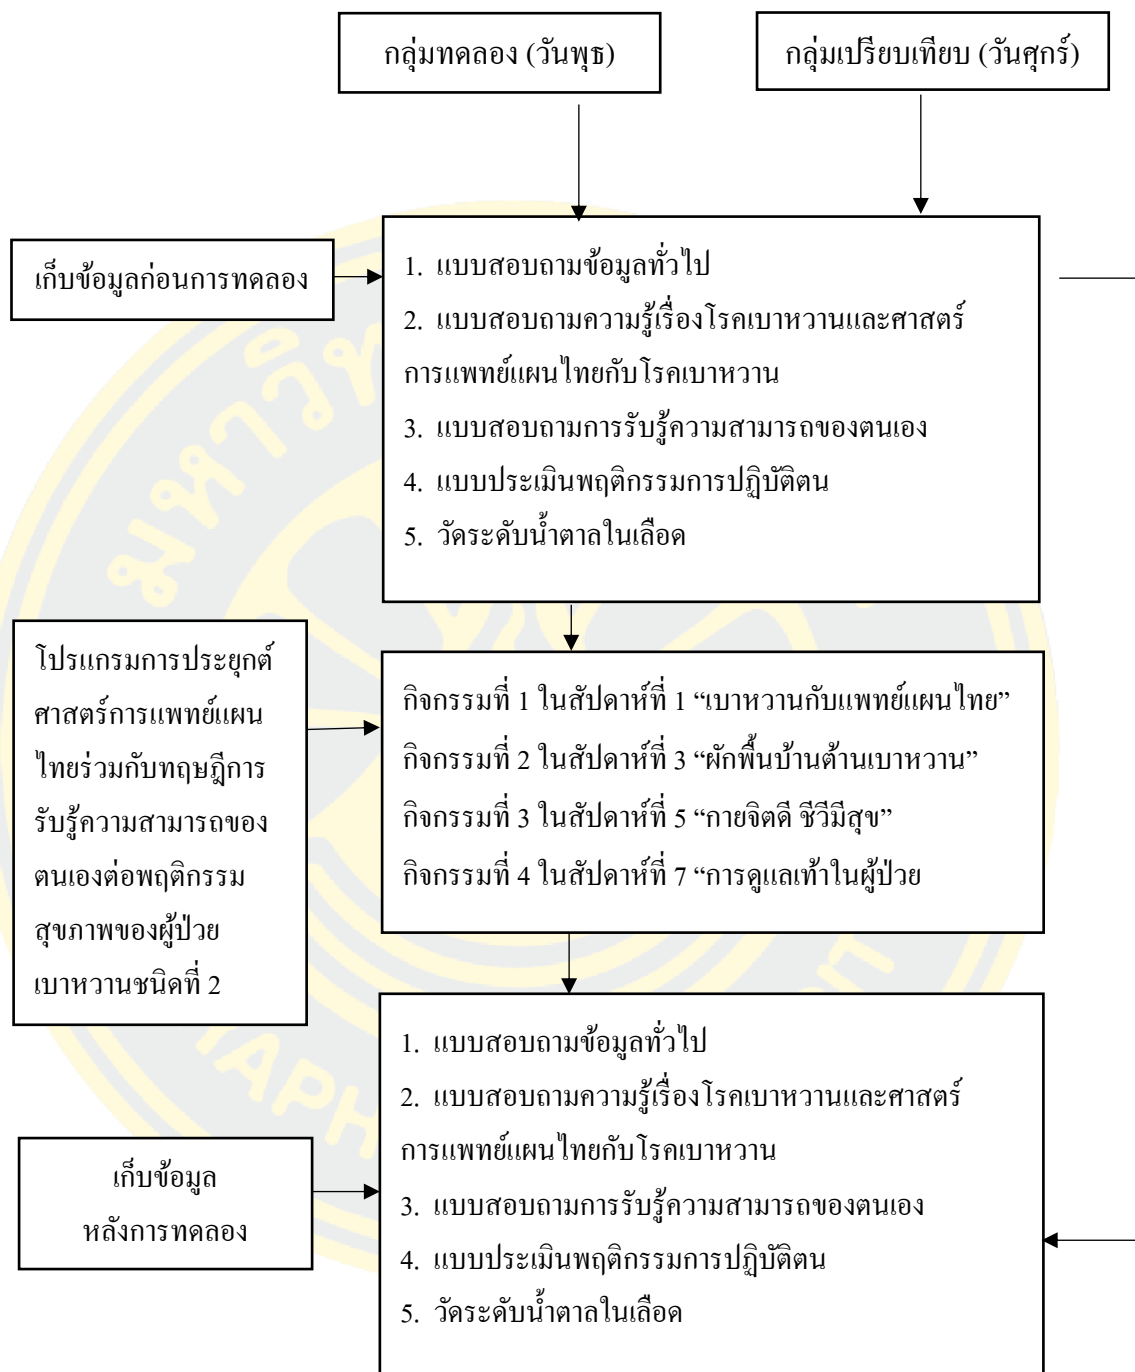 กลุ่มทดลอง (วันพุธ)
กลุ่มเปรียบเทียบ (วันศุกร์)
เก็บข้อมูลก่อนการทดลอง
1. แบบสอบถามข้อมูลทั่วไป
2. แบบสอบถามความรู้เรื่องโรคเบาหวานและศาสตร์
การแพทย์แผนไทยกับโรคเบาหวาน
3. แบบสอบถามการรับรู้ความสามารถของตนเอง
4. แบบประเมินพฤติกรรมการปฏิบัติตน
5. วัดระดับน้ำตาลในเลือด
โปรแกรมการประยุกต์
ศาสตร์การแพทย์แผน
ไทยร่วมกับทฤษฎีการ
รับรู้ความสามารถของ
ตนเองต่อพฤติกรรม
สุขภาพของผู้ป่วย
เบาหวานชนิดที่ 2
กิจกรรมที่ 1 ในสัปดาห์ที่ 1 “เบาหวานกับแพทย์แผนไทย”
กิจกรรมที่ 2 ในสัปดาห์ที่ 3 “ผักพื้นบ้านต้านเบาหวาน”
กิจกรรมที่ 3 ในสัปดาห์ที่ 5 “กายจิตดี ชีวีมีสุข”
กิจกรรมที่ 4 ในสัปดาห์ที่ 7 “การดูแลเท้าในผู้ป่วย
เก็บข้อมูล
หลังการทดลอง
1. แบบสอบถามข้อมูลทั่วไป
2. แบบสอบถามความรู้เรื่องโรคเบาหวานและศาสตร์
การแพทย์แผนไทยกับโรคเบาหวาน
3. แบบสอบถามการรับรู้ความสามารถของตนเอง
4. แบบประเมินพฤติกรรมการปฏิบัติตน
5. วัดระดับน้ำตาลในเลือด